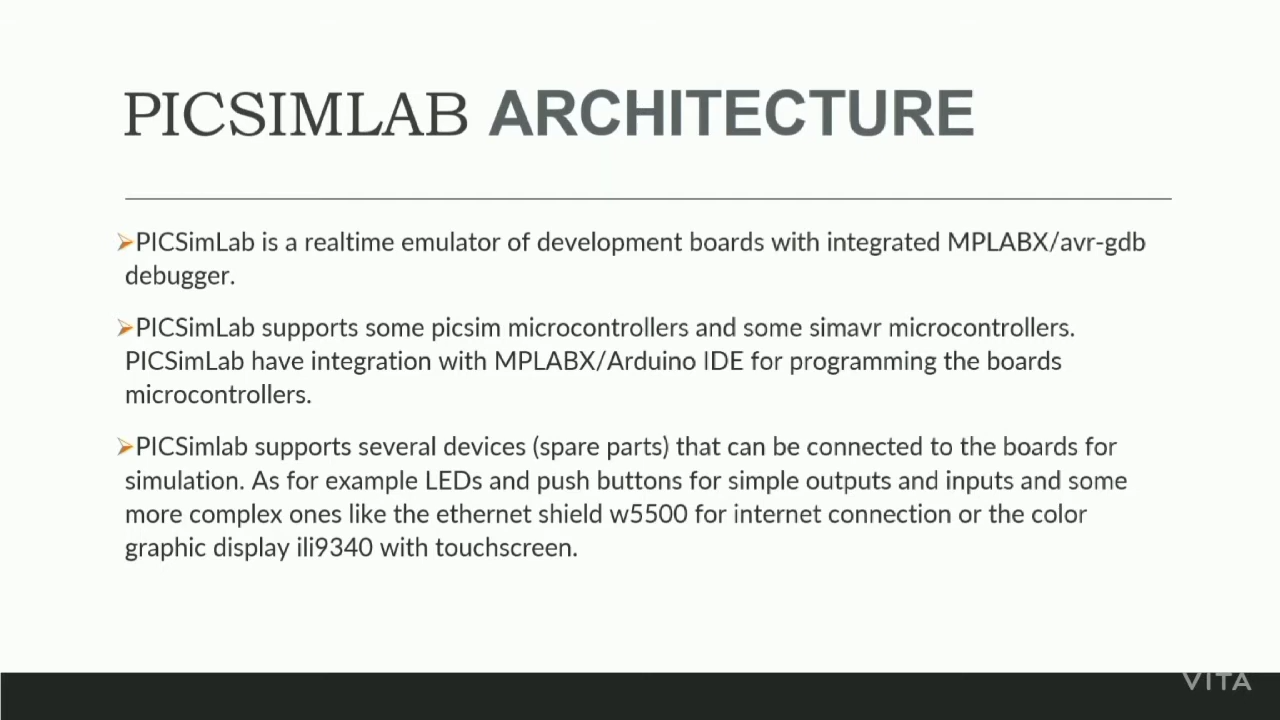 PICSIMLAB ARCHITECTURE
➢PICSimLab is a realtime emulator of development boards with integrated MPLABX/avr-gdb
debugger.
➢PICSimLab supports some picsim microcontrollers and some simavr microcontrollers.
PICSimLab have integration with MPLABX/Arduino IDE for programming the boards
microcontrollers.
➢PICSimlab supports several devices (spare parts) that can be connected to the boards for
simulation. As for example LEDs and push buttons for simple outputs and inputs and some
more complex ones like the ethernet shield w5500 for internet connection or the color
graphic display ili9340 with touchscreen.
VITA